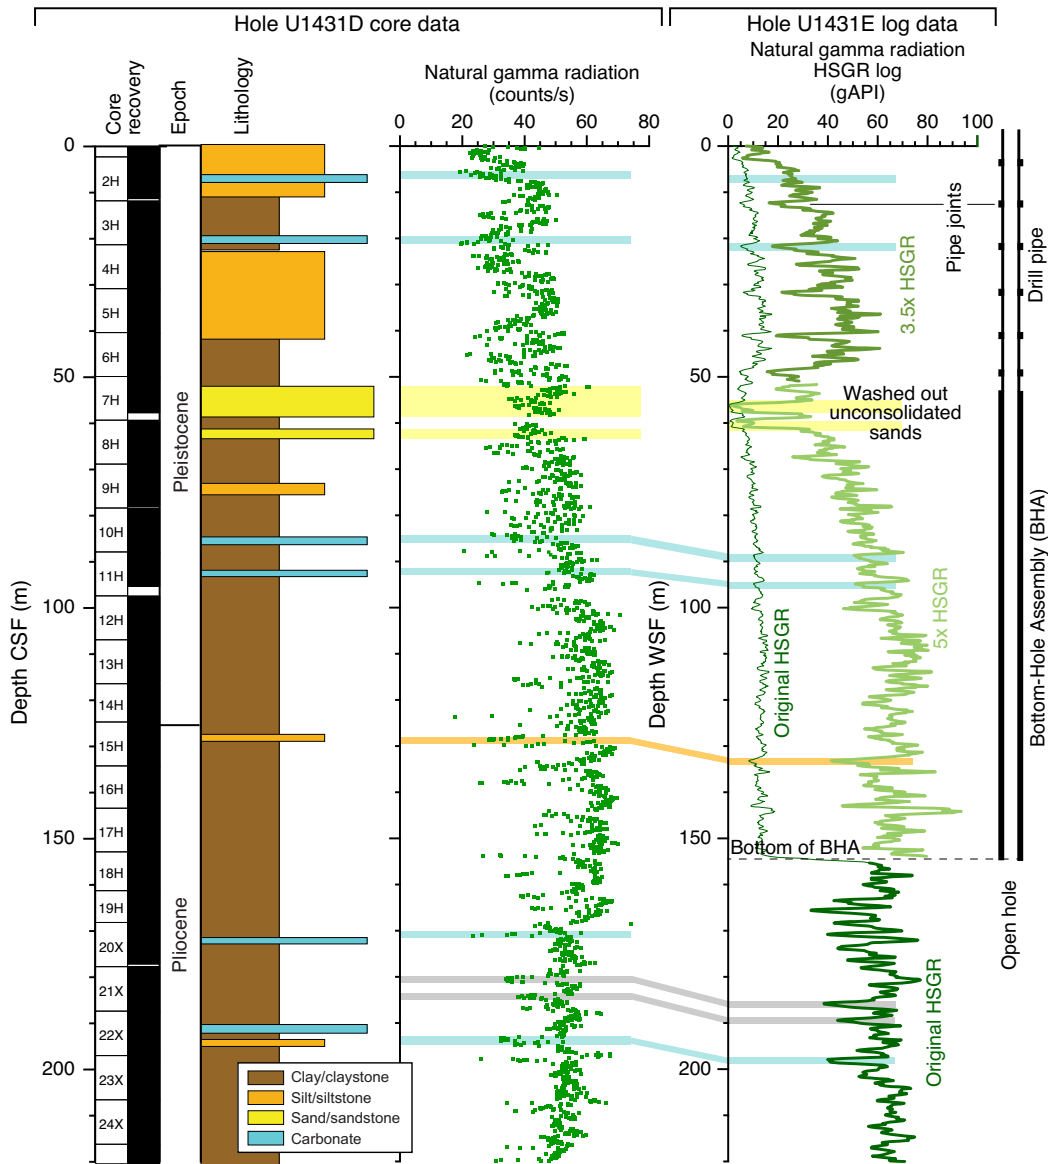 Hole U1431D core data
Hole U1431E log data
Core
recovery
Epoch
Lithology
Natural gamma radiation
(counts/s)
Natural gamma radiation
HSGR log
(gAPI)
0 20 40 60 80
0 20 40 60 80 100
Depth CSF (m)
0
50
100
150
200
2H
3H
4H
5H
6H
7H
8H
9H
10H
11H
12H
13H
14H
15H
16H
17H
18H
19H
20X
21X
22X
23X
24X
Pleistocene
Pliocene
Clay/claystone
Silt/siltstone
Sand/sandstone
Carbonate
Depth WSF (m)
0
50
100
150
200
Original HSGR
3.5x HSGR
Pipe joints
Washed out
unconsolidated
sands
5x HSGR
Bottom of BHA
Original HSGR
Drill pipe
Bottom-Hole Assembly (BHA)
Open hole